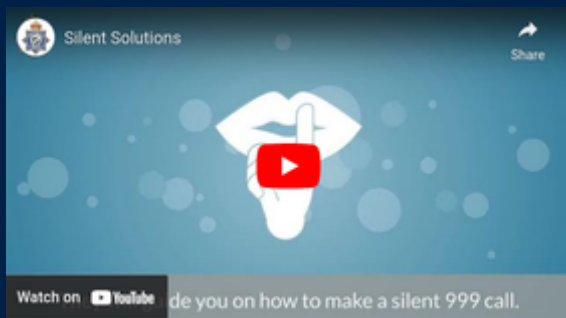 Silent Solutions
Share
Watch on YouTube
de you on how to make a silent 999 call.